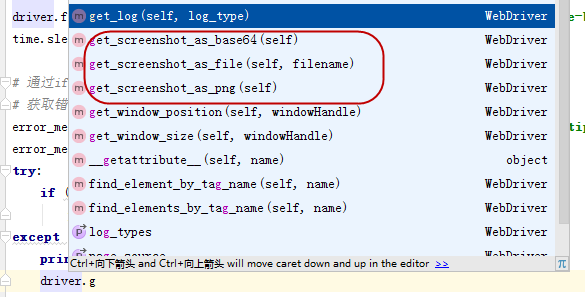 driver.f
get_log(self, log_type) WebDriver
time.sle
get_screenshot_as_base64(self) WebDriver
get_screenshot_as_file(self, filename) WebDriver
# 通过if
get_screenshot_as_png(self) WebDriver
# 获取错
get_window_position(self, windowHandle) WebDriver
error_me
get_window_size(self, windowHandle) WebDriver
error_me
__getattribute__(self, name) object
try:
find_element_by_tag_name(self, name) WebDriver
if (
find_elements_by_tag_name(self, name) WebDriver
log_types WebDriver
except
page_source WebDriver
prin
Ctrl+向下箭头 and Ctrl+向上箭头 will move caret down and up in the editor >> π
driver.g